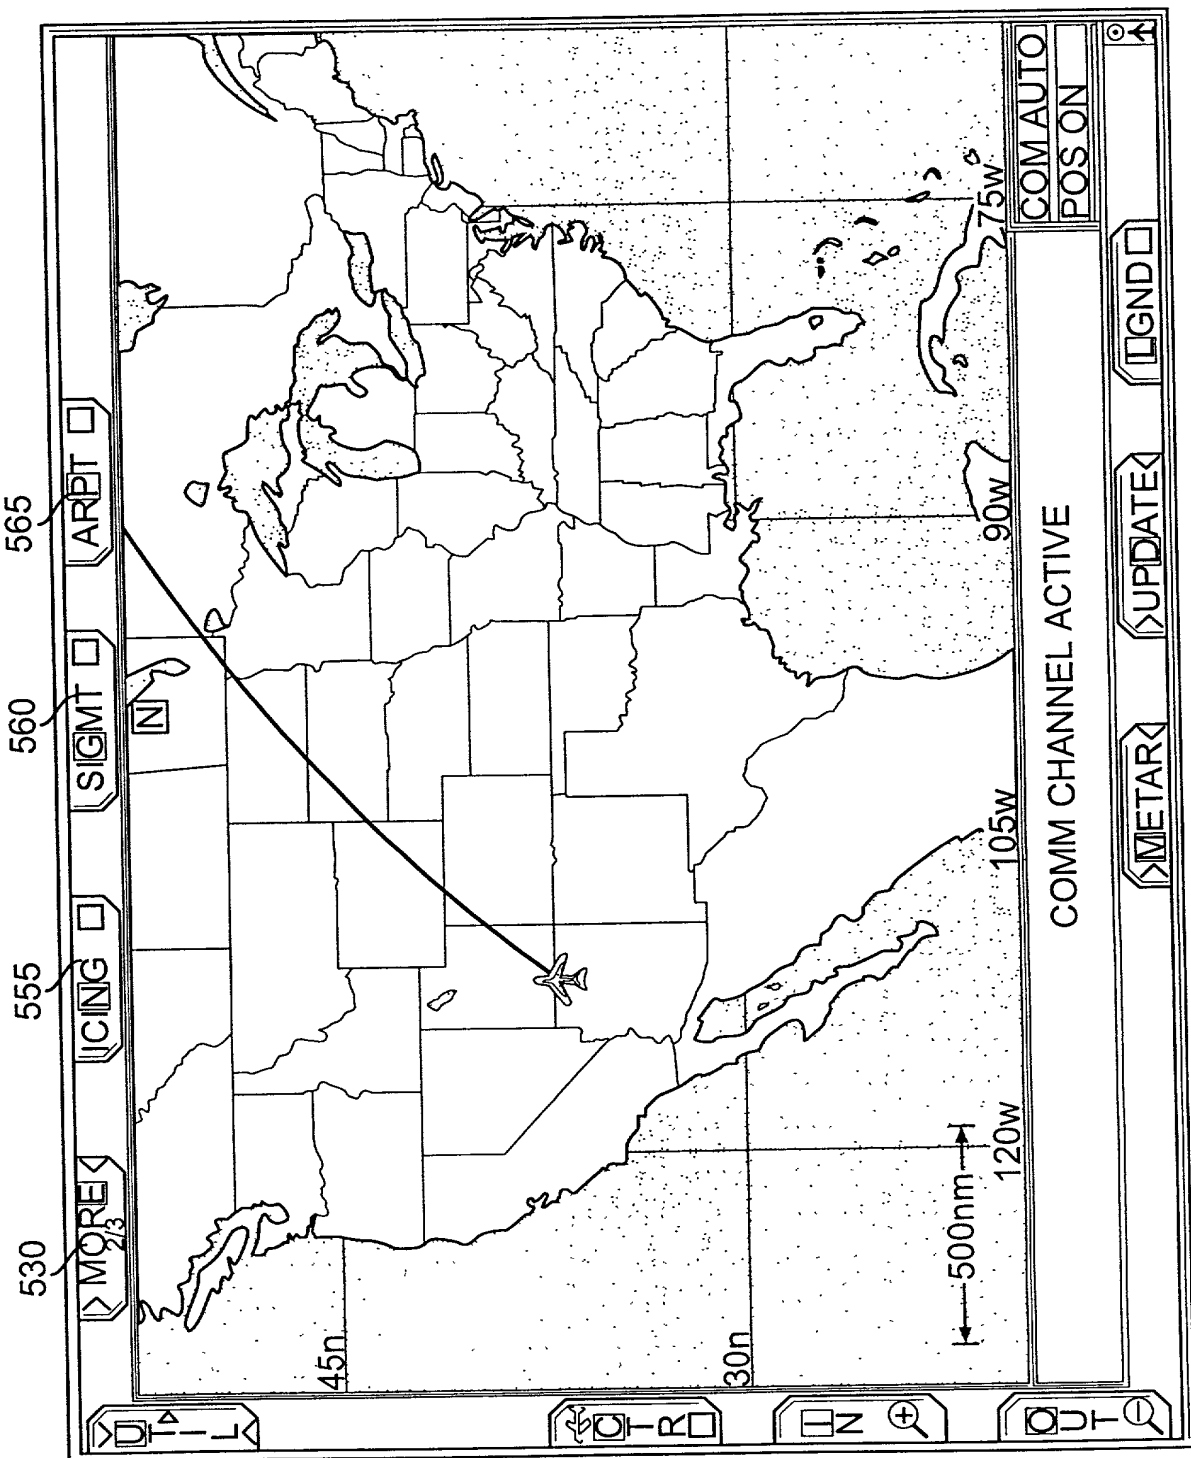 530
555
560
565
>MORE<
2/3
ICING
SIGMT
ARPT
UTIL
CTR
IN
OUT
N
45n
30n
500nm
120w
105w
90w
75w
COMM CHANNEL ACTIVE
COM AUTO
POS ON
>METAR<
>UPDATE<
LGND